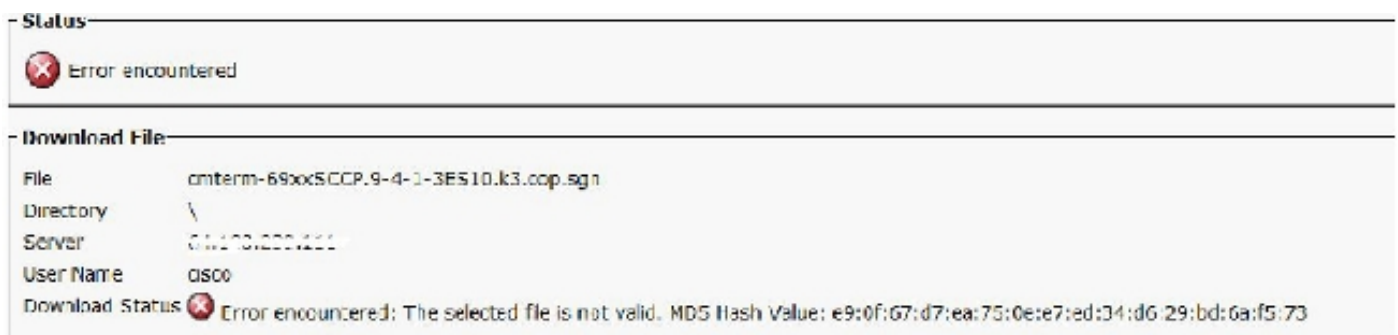 Status
Error encountered
Download File
File cmterm-69xxSCCP.9-4-1-3ES10.k3.cop.sgn
Directory \
Server
User Name cisco
Download Status Error encountered: The selected file is not valid. MD5 Hash Value: e9:0f:67:d7:ea:75:0e:e7:ed:34:d6:29:bd:6a:f5:73